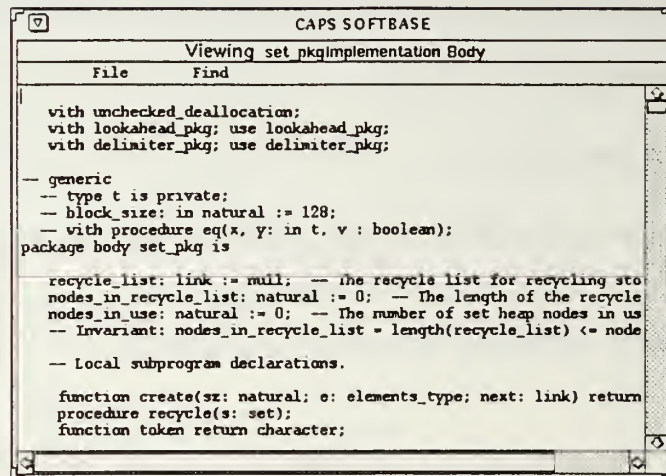 CAPS SOFTBASE
Viewing set_pkgImplementation Body
File Find
with unchecked_deallocation;
with lookahead_pkg; use lookahead_pkg;
with delimiter_pkg; use delimiter_pkg;
-- generic
-- type t is private;
-- block_size: in natural := 128;
-- with procedure eq(x, y: in t, v : boolean);
package body set_pkg is
recycle_list: link := null; -- The recycle list for recycling sto
nodes_in_recycle_list: natural := 0; -- The length of the recycle
nodes_in_use: natural := 0; -- The number of set heap nodes in us
-- Invariant: nodes_in_recycle_list = length(recycle_list) <= node
-- Local subprogram declarations.
function create(sz: natural; e: elements_type; next: link) return
procedure recycle(s: set);
function token return character;